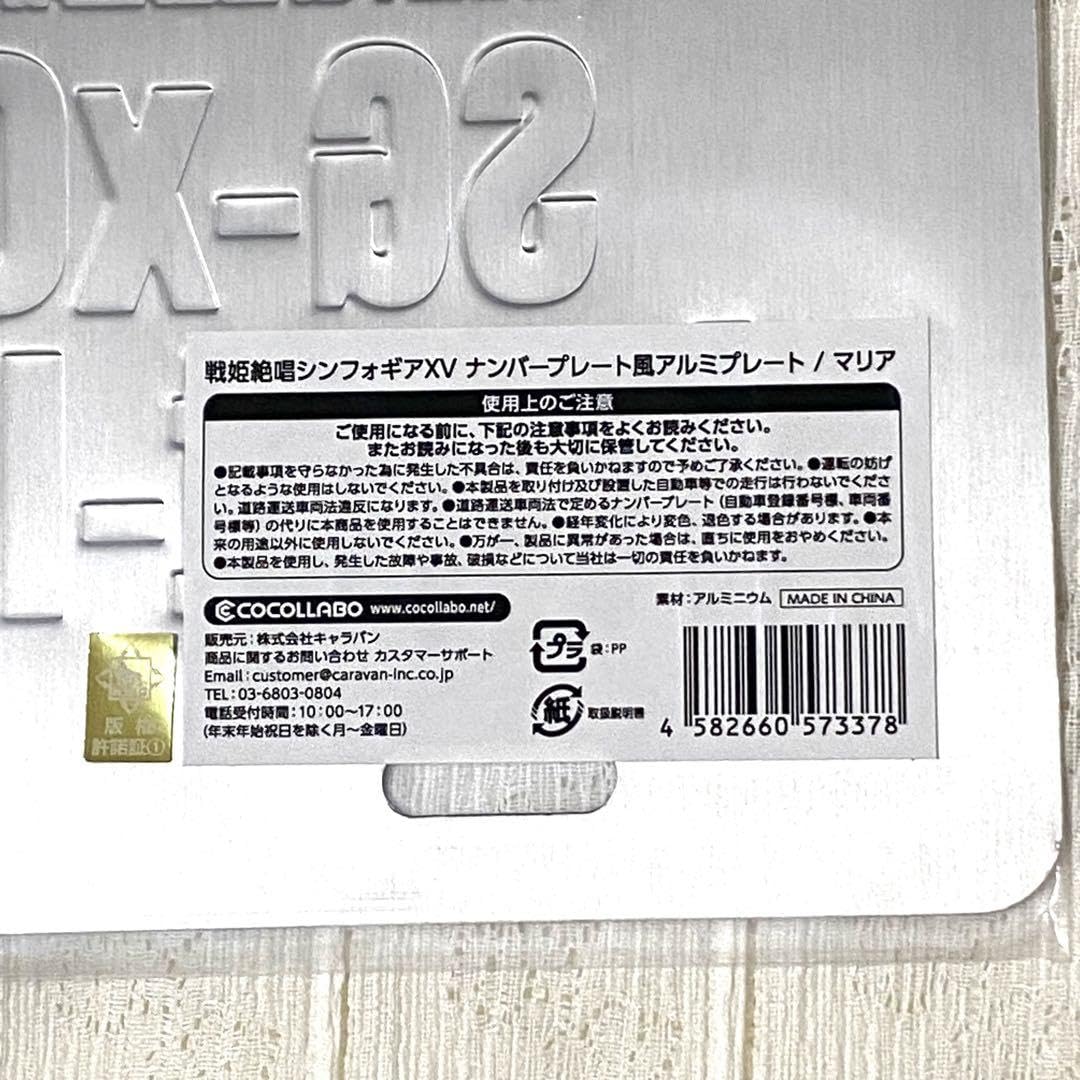 SG-X0
戦姫絶唱シンフォギアXV ナンバープレート風アルミプレート / マリア
使用上のご注意
ご使用になる前に、下記の注意事項をよくお読みください。
またお読みになった後も大切に保管してください。
●記載事項を守らなかった為に発生した不具合は、責任を負いかねますので予めご了承ください。●運転の妨げ
となるような使用はしないでください。●本製品を取り付け及び設置した自動車等での走行は行わないでくださ
い。道路運送車両法違反になります。●道路運送車両法で定めるナンバープレート（自動車登録番号標、車両番
号標等）の代りに本商品を使用することはできません。●経年変化により変色、退色する場合があります。●本
来の用途以外に使用しないでください。●万が一、製品に異常があった場合は、直ちに使用をおやめください。
●本製品を使用し、発生した故障や事故、破損などについて当社は一切の責任を負いかねます。
COCOLLABO www.cocollabo.net/
素材：アルミニウム MADE IN CHINA
販売元：株式会社キャラバン
商品に関するお問い合わせ カスタマーサポート
Email：customer@caravan-inc.co.jp
TEL：03-6803-0804
電話受付時間：10：00〜17：00
（年末年始祝日を除く月〜金曜日）
プラ 袋：PP
紙 取扱説明書
4 582660 573378
版権
許諾証①